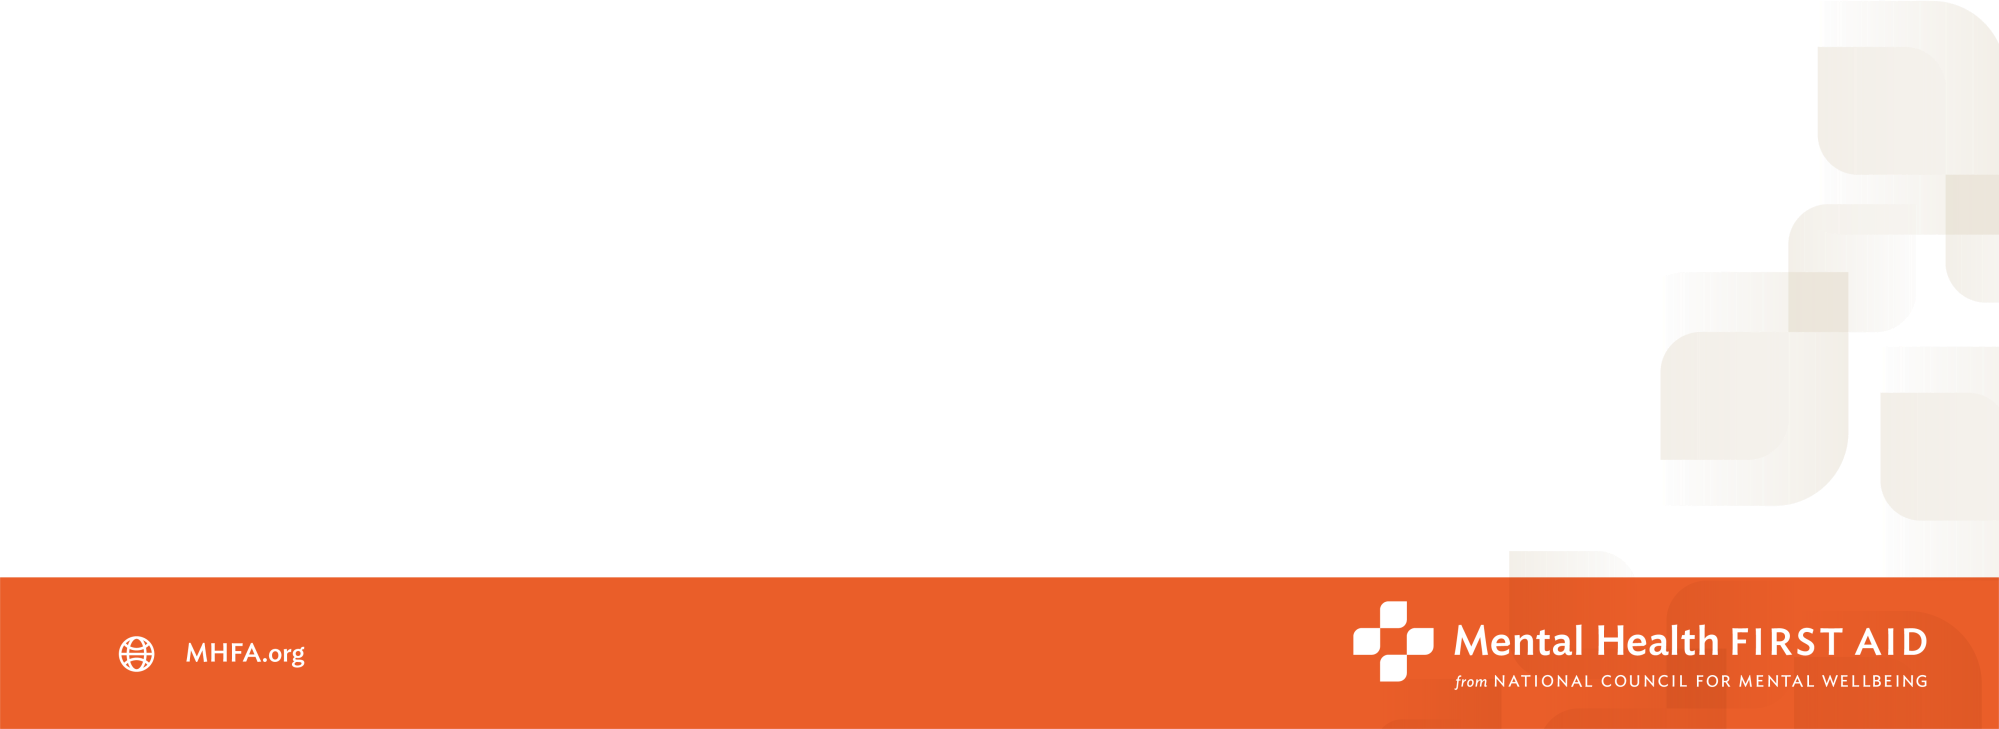 MHFA.org
Mental Health FIRST AID
from NATIONAL COUNCIL FOR MENTAL WELLBEING